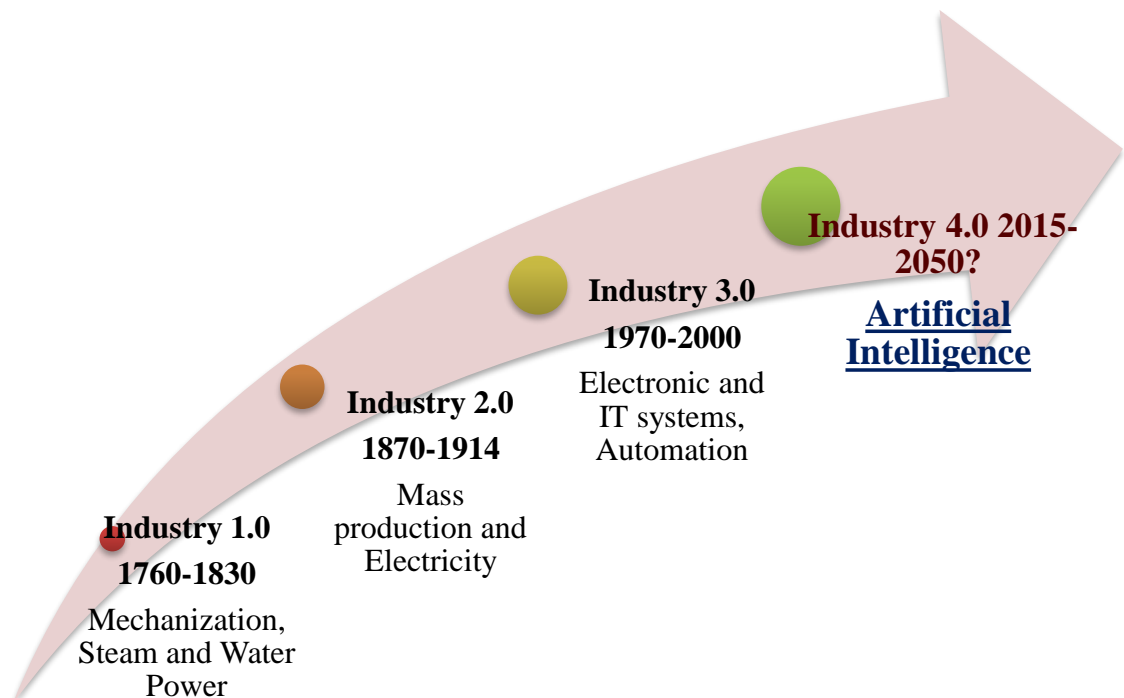 Industry 1.0
1760-1830
Mechanization,
Steam and Water
Power
Industry 2.0
1870-1914
Mass
production and
Electricity
Industry 3.0
1970-2000
Electronic and
IT systems,
Automation
Industry 4.0 2015-
2050?
Artificial
Intelligence